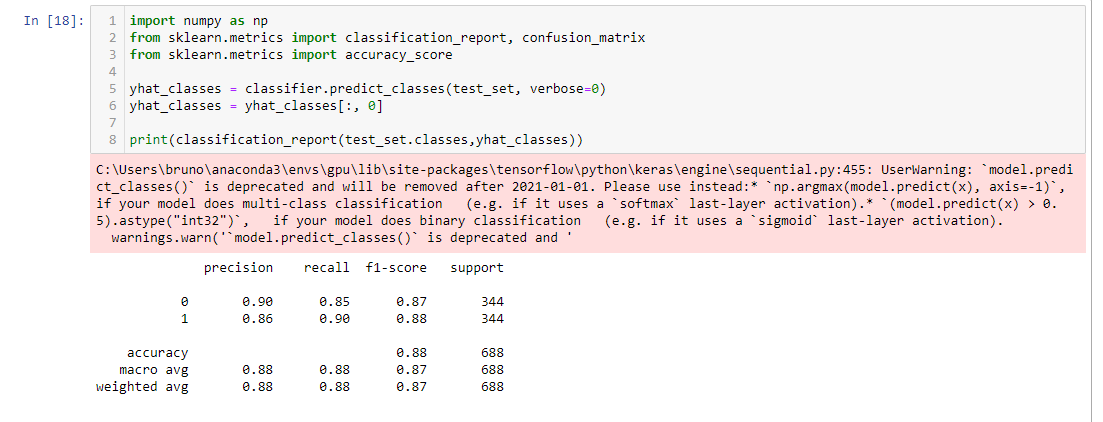 In [18]:
1 import numpy as np
2 from sklearn.metrics import classification_report, confusion_matrix
3 from sklearn.metrics import accuracy_score
4
5 yhat_classes = classifier.predict_classes(test_set, verbose=0)
6 yhat_classes = yhat_classes[:, 0]
7
8 print(classification_report(test_set.classes,yhat_classes))
C:\Users\bruno\anaconda3\envs\gpu\lib\site-packages\tensorflow\python\keras\engine\sequential.py:455: UserWarning: `model.predi
ct_classes()` is deprecated and will be removed after 2021-01-01. Please use instead:* `np.argmax(model.predict(x), axis=-1)`,
if your model does multi-class classification   (e.g. if it uses a `softmax` last-layer activation).* `(model.predict(x) > 0.
5).astype("int32")`,   if your model does binary classification   (e.g. if it uses a `sigmoid` last-layer activation).
  warnings.warn('`model.predict_classes()` is deprecated and '
              precision    recall  f1-score   support
           0       0.90      0.85      0.87       344
           1       0.86      0.90      0.88       344
    accuracy                           0.88       688
   macro avg       0.88      0.88      0.87       688
weighted avg       0.88      0.88      0.87       688